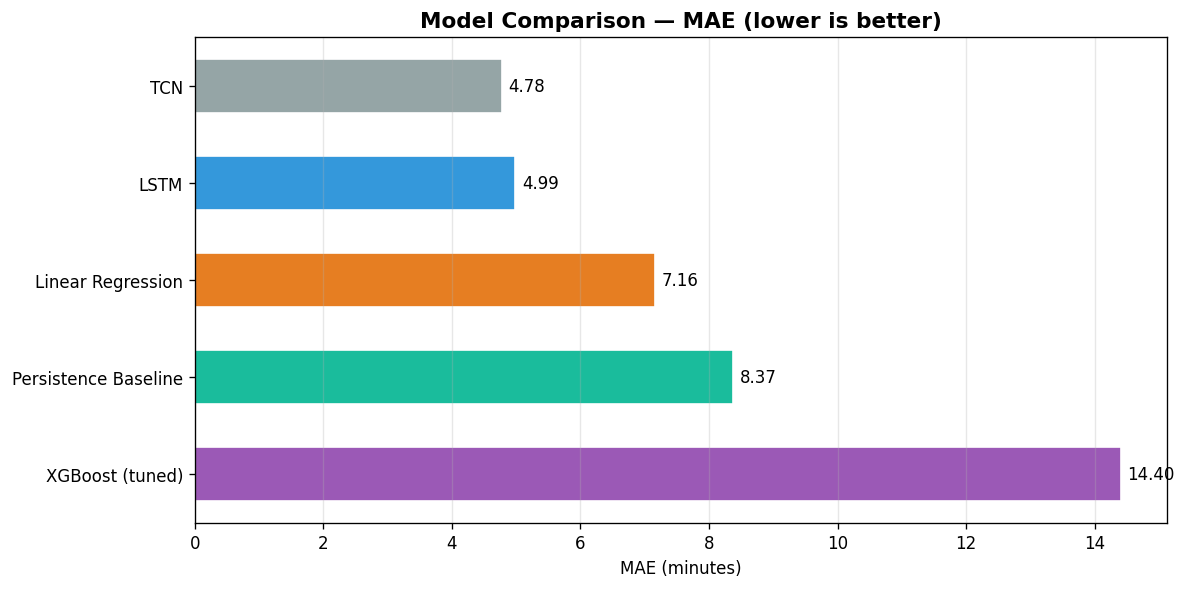 Model Comparison — MAE (lower is better)
TCN
4.78
LSTM
4.99
Linear Regression
7.16
Persistence Baseline
8.37
XGBoost (tuned)
14.40
0 2 4 6 8 10 12 14
MAE (minutes)